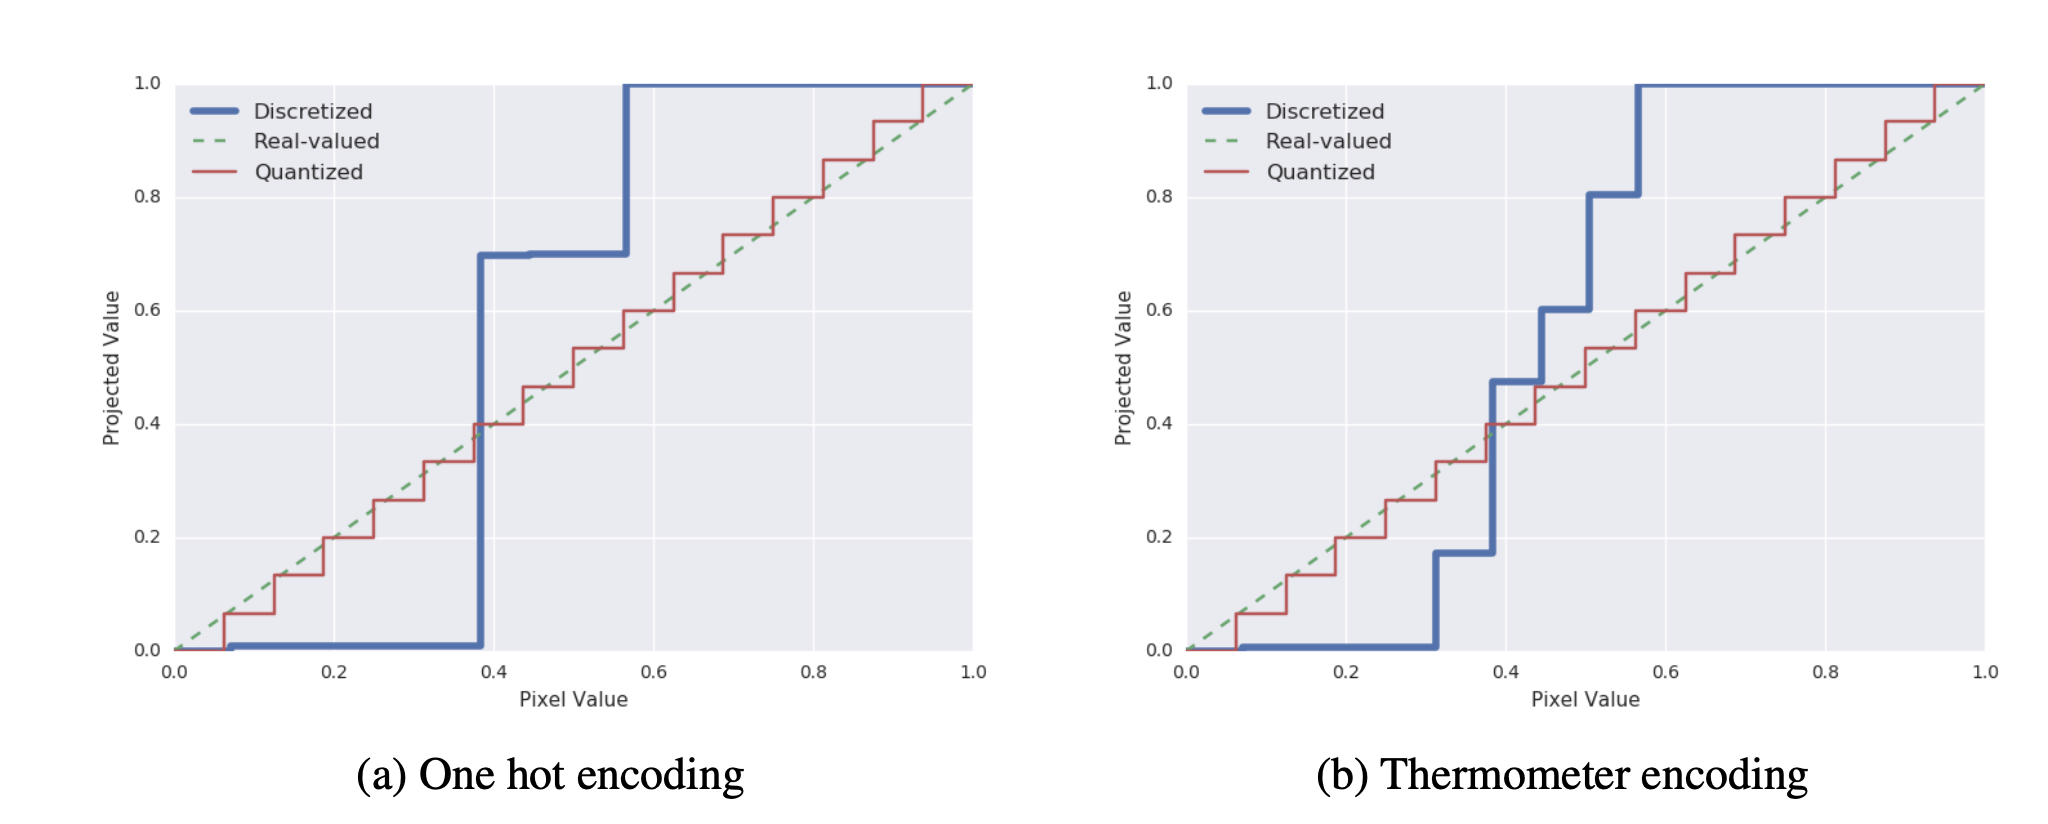 1.0
0.8
0.6
0.4
0.2
0.0
Projected Value
Discretized
Real-valued
Quantized
0.0 0.2 0.4 0.6 0.8 1.0
Pixel Value
(a) One hot encoding
1.0
0.8
0.6
0.4
0.2
0.0
Projected Value
Discretized
Real-valued
Quantized
0.0 0.2 0.4 0.6 0.8 1.0
Pixel Value
(b) Thermometer encoding